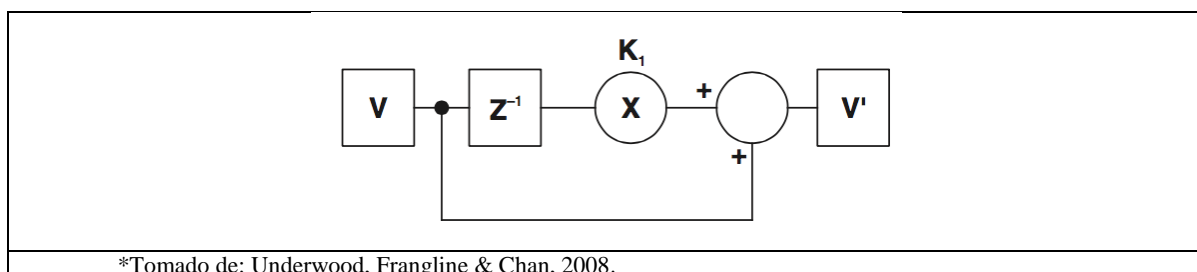 K₁
V
Z⁻¹
X
+
+
V'
*Tomado de: Underwood, Frangline & Chan, 2008.